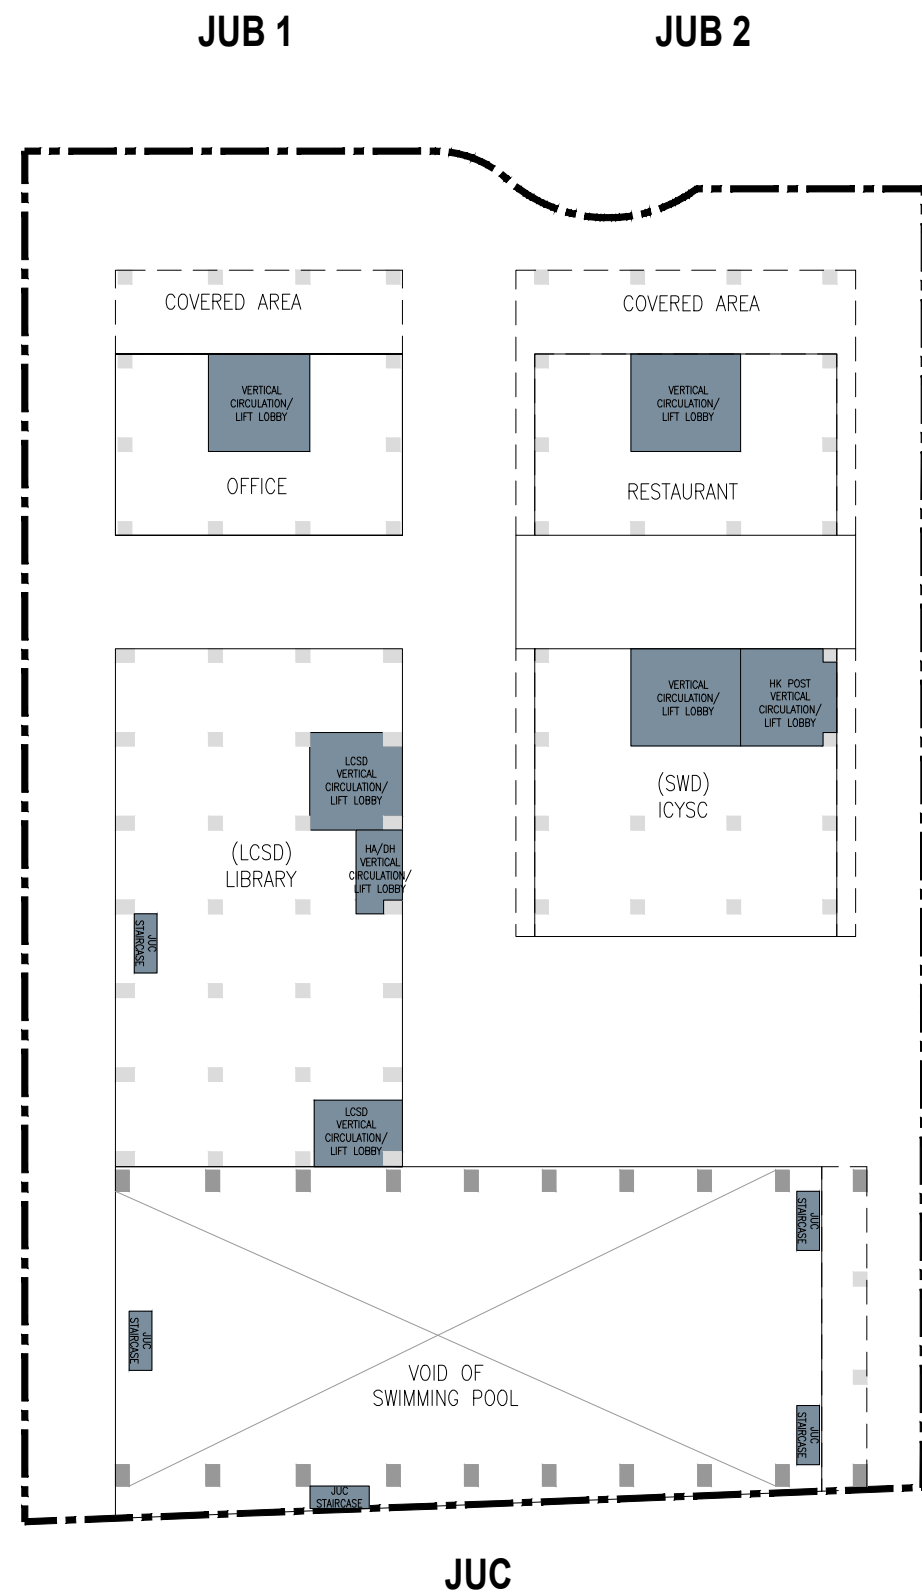 JUB 1
JUB 2
COVERED AREA
COVERED AREA
VERTICAL
CIRCULATION/
LIFT LOBBY
VERTICAL
CIRCULATION/
LIFT LOBBY
OFFICE
RESTAURANT
VERTICAL
CIRCULATION/
LIFT LOBBY
HK POST
VERTICAL
CIRCULATION/
LIFT LOBBY
LCSD
VERTICAL
CIRCULATION/
LIFT LOBBY
(SWD)
ICYSC
HA/DH
VERTICAL
CIRCULATION/
LIFT LOBBY
(LCSD)
LIBRARY
JUC
STAIRCASE
LCSD
VERTICAL
CIRCULATION/
LIFT LOBBY
JUC
STAIRCASE
JUC
STAIRCASE
VOID OF
SWIMMING POOL
JUC
STAIRCASE
JUC
STAIRCASE
JUC